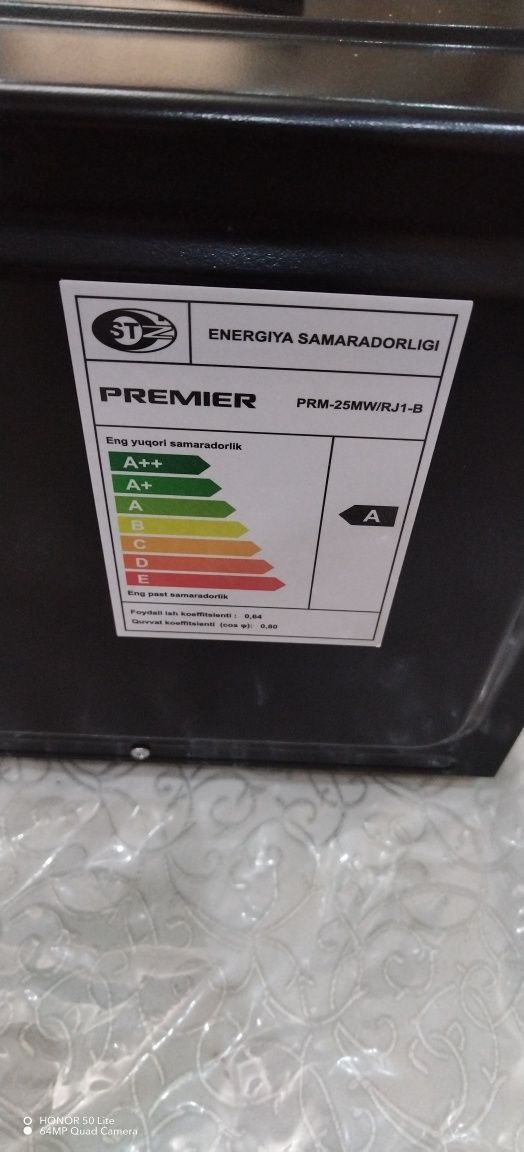 ST
ENERGIYA SAMARADORLIGI
PREMIER PRM-25MW/RJ1-B
Eng yuqori samaradorlik
A++
A+
A
A
B
C
D
E
Eng past samaradorlik
Foydali ish koeffitsienti : 0,64
Quvvat koeffitsienti (cos φ): 0,80
HONOR 50 Lite
64MP Quad Camera